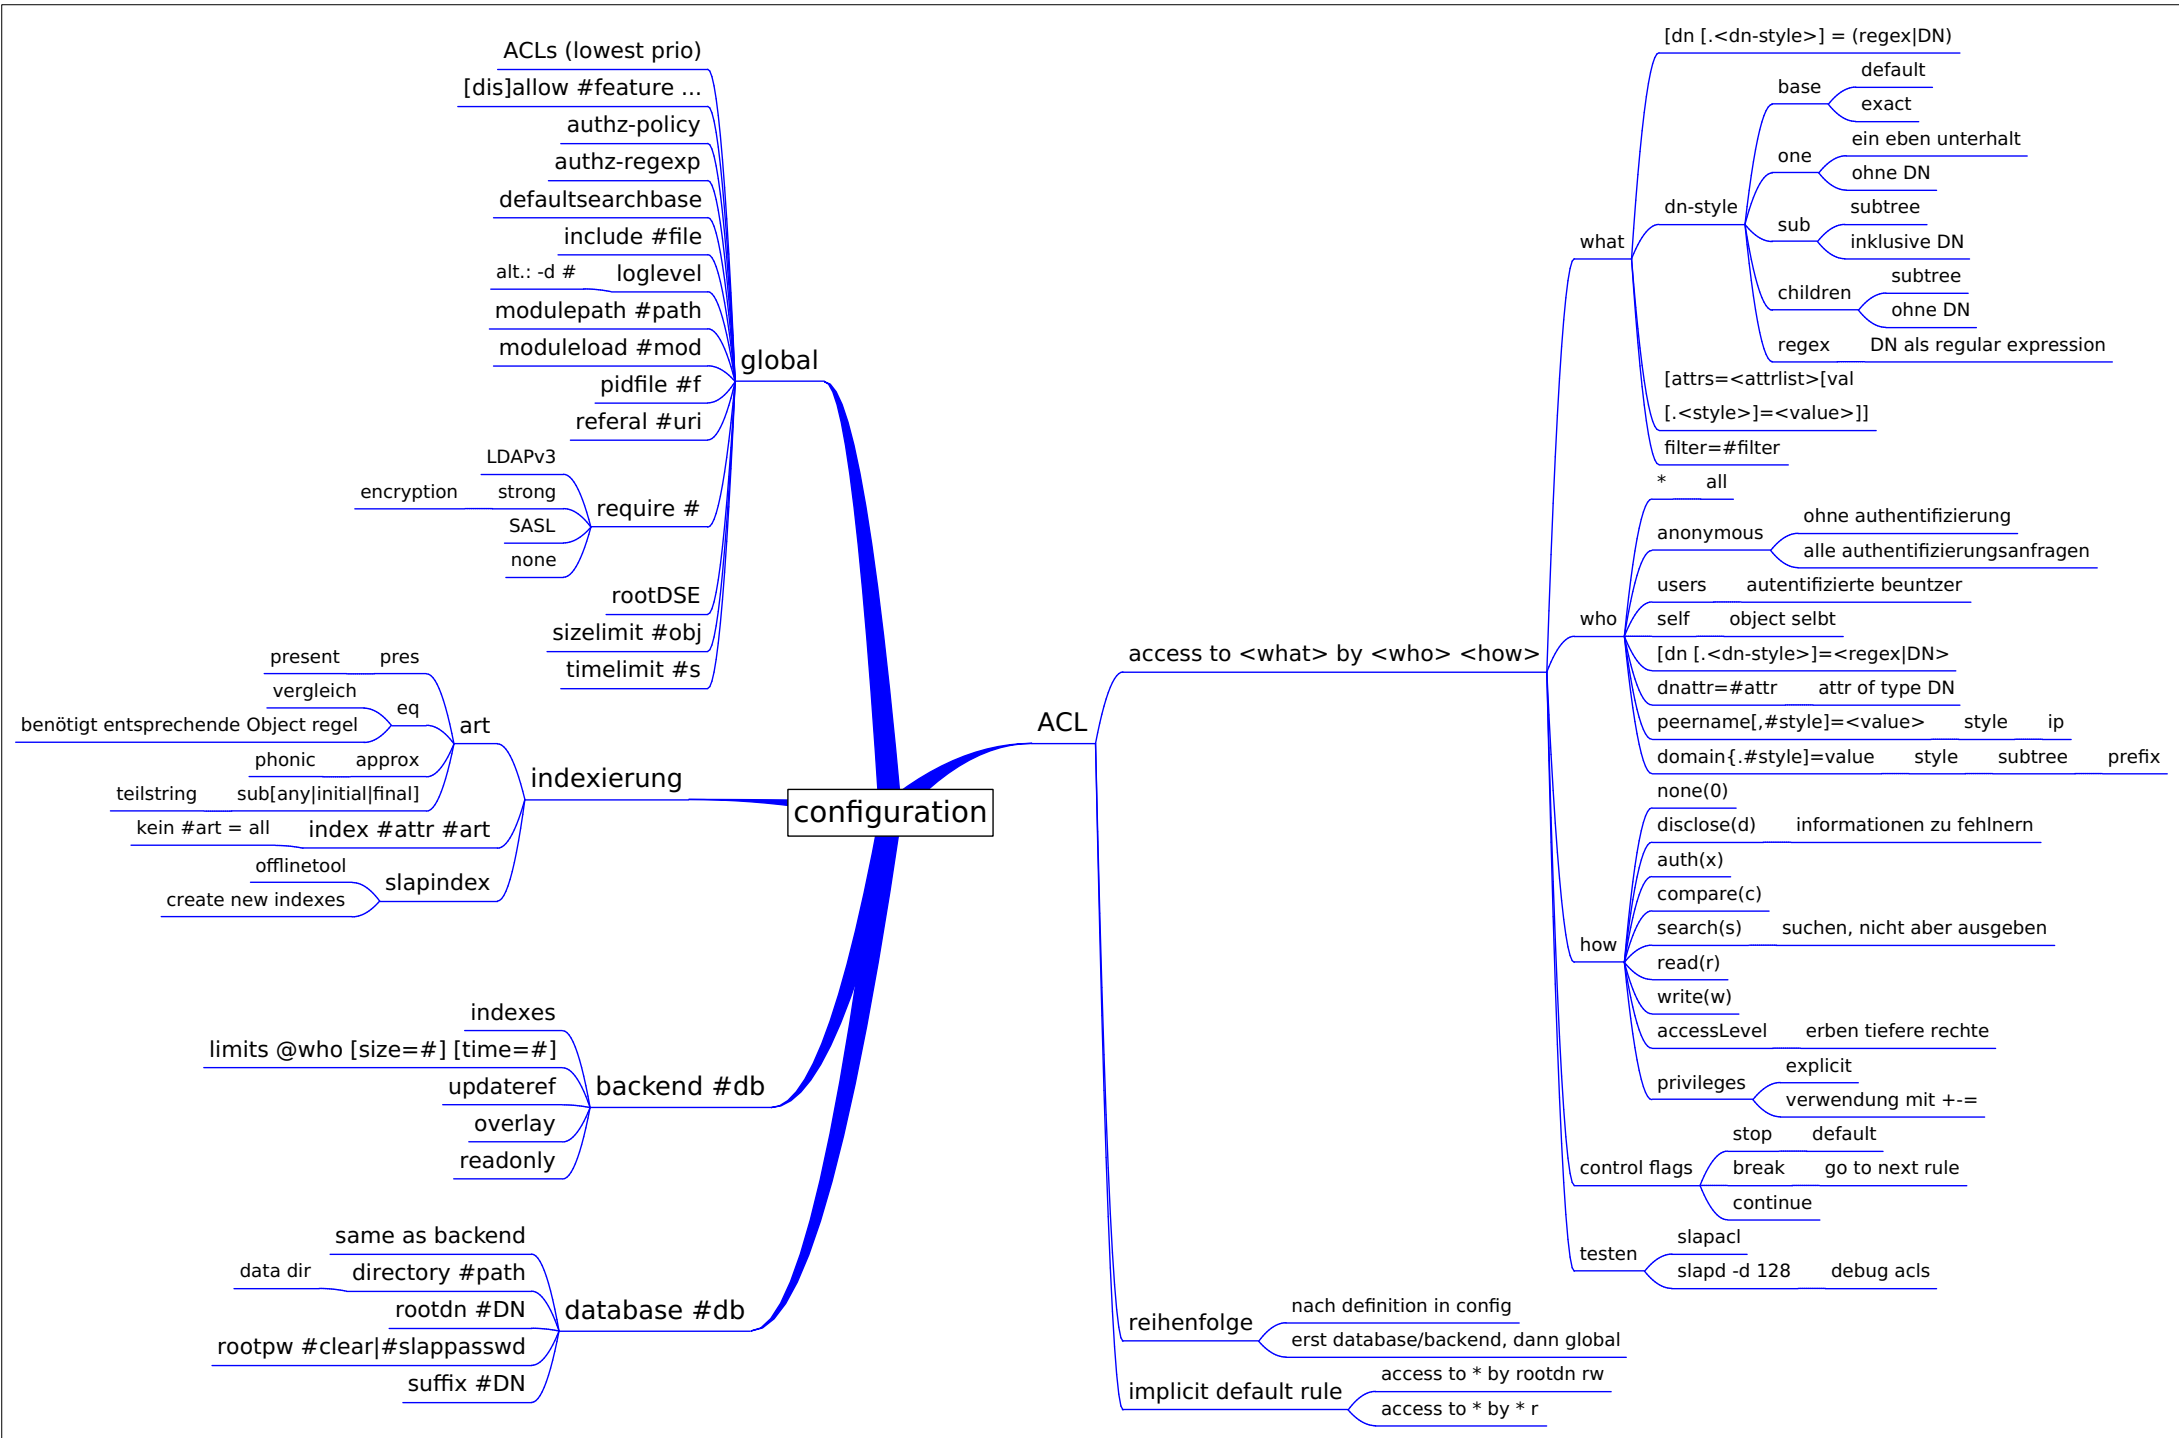 configuration
global
ACLs (lowest prio)
[dis]allow #feature ...
authz-policy
authz-regexp
defaultsearchbase
include #file
loglevel
alt.: -d #
modulepath #path
moduleload #mod
pidfile #f
referal #uri
require #
LDAPv3
strong
encryption
SASL
none
rootDSE
sizelimit #obj
timelimit #s
indexierung
art
pres
present
eq
vergleich
benötigt entsprechende Object regel
approx
phonic
sub[any|initial|final]
teilstring
index #attr #art
kein #art = all
slapindex
offlinetool
create new indexes
backend #db
indexes
limits @who [size=#] [time=#]
updateref
overlay
readonly
database #db
same as backend
directory #path
data dir
rootdn #DN
rootpw #clear|#slappasswd
suffix #DN
ACL
access to <what> by <who> <how>
what
[dn [.<dn-style>] = (regex|DN)
dn-style
base
default
exact
one
ein eben unterhalt
ohne DN
sub
subtree
inklusive DN
children
subtree
ohne DN
regex
DN als regular expression
[attrs=<attrlist>[val
[.<style>]=<value>]]
filter=#filter
who
*
all
anonymous
ohne authentifizierung
alle authentifizierungsanfragen
users
autentifizierte beuntzer
self
object selbt
[dn [.<dn-style>]=<regex|DN>
dnattr=#attr
attr of type DN
peername[,#style]=<value>
style
ip
domain{.#style]=value
style
subtree
prefix
how
none(0)
disclose(d)
informationen zu fehlnern
auth(x)
compare(c)
search(s)
suchen, nicht aber ausgeben
read(r)
write(w)
accessLevel
erben tiefere rechte
privileges
explicit
verwendung mit +-=
control flags
stop
default
break
go to next rule
continue
testen
slapacl
slapd -d 128
debug acls
reihenfolge
nach definition in config
erst database/backend, dann global
implicit default rule
access to * by rootdn rw
access to * by * r